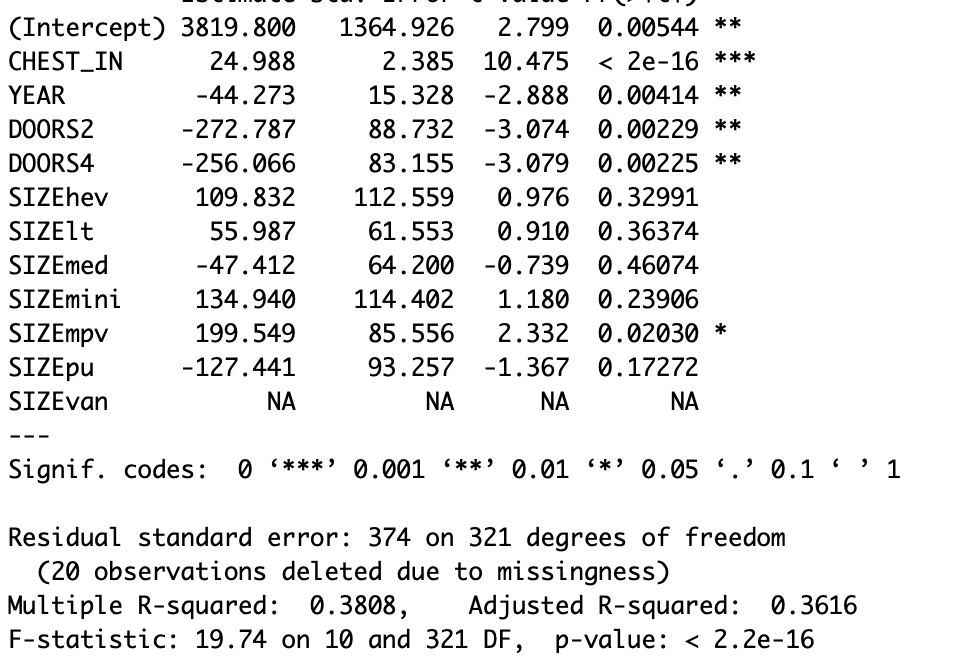 Estimate Std. Error t value Pr(>|t|)
(Intercept) 3819.800 1364.926 2.799 0.00544 **
CHEST_IN 24.988 2.385 10.475 < 2e-16 ***
YEAR -44.273 15.328 -2.888 0.00414 **
DOORS2 -272.787 88.732 -3.074 0.00229 **
DOORS4 -256.066 83.155 -3.079 0.00225 **
SIZEhev 109.832 112.559 0.976 0.32991
SIZElt 55.987 61.553 0.910 0.36374
SIZEmed -47.412 64.200 -0.739 0.46074
SIZEmini 134.940 114.402 1.180 0.23906
SIZEmpv 199.549 85.556 2.332 0.02030 *
SIZEpu -127.441 93.257 -1.367 0.17272
SIZEvan NA NA NA NA
---
Signif. codes: 0 ‘***’ 0.001 ‘**’ 0.01 ‘*’ 0.05 ‘.’ 0.1 ‘ ’ 1
Residual standard error: 374 on 321 degrees of freedom
(20 observations deleted due to missingness)
Multiple R-squared: 0.3808, Adjusted R-squared: 0.3616
F-statistic: 19.74 on 10 and 321 DF, p-value: < 2.2e-16